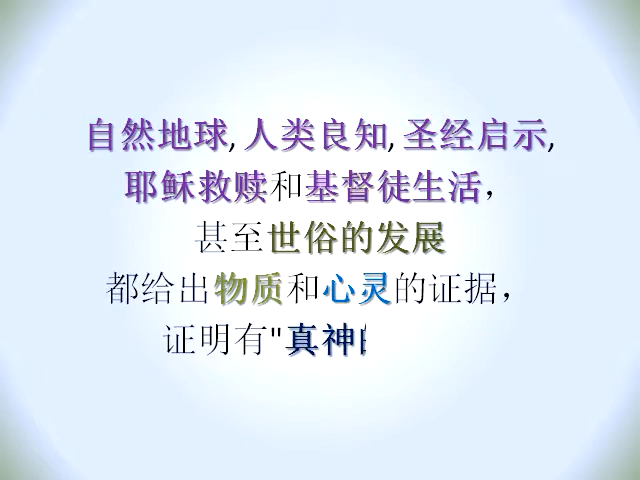 自然地球, 人类良知, 圣经启示,
耶稣救赎和基督徒生活，
甚至世俗的发展
都给出物质和心灵的证据，
证明有"真神